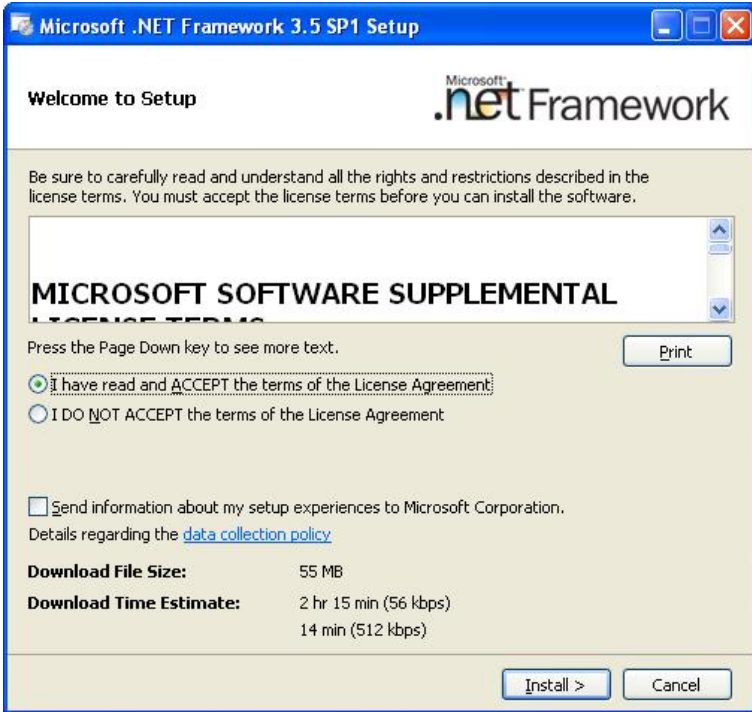 Microsoft .NET Framework 3.5 SP1 Setup
Welcome to Setup
Microsoft
.net Framework
Be sure to carefully read and understand all the rights and restrictions described in the
license terms. You must accept the license terms before you can install the software.
MICROSOFT SOFTWARE SUPPLEMENTAL
LICENSE TERMS
Press the Page Down key to see more text.
Print
I have read and ACCEPT the terms of the License Agreement
I DO NOT ACCEPT the terms of the License Agreement
Send information about my setup experiences to Microsoft Corporation.
Details regarding the data collection policy
Download File Size: 55 MB
Download Time Estimate: 2 hr 15 min (56 kbps)
14 min (512 kbps)
Install > Cancel